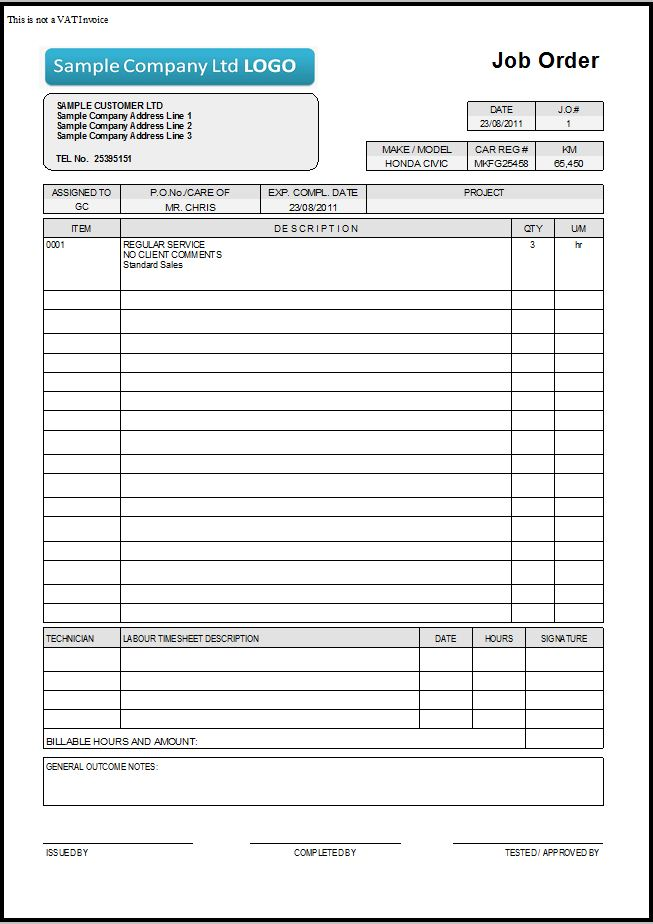 This is not a VAT Invoice
Sample Company Ltd LOGO
Job Order
SAMPLE CUSTOMER LTD
Sample Company Address Line 1
Sample Company Address Line 2
Sample Company Address Line 3
TEL No. 25395151
DATE J.O.#
23/08/2011 1
MAKE / MODEL CAR REG # KM
HONDA CIVIC MKFG25458 65,450
ASSIGNED TO P.O.No./CARE OF EXP. COMPL. DATE PROJECT
GC MR. CHRIS 23/08/2011
ITEM DESCRIPTION QTY U/M
0001 REGULAR SERVICE 3 hr
NO CLIENT COMMENTS
Standard Sales
TECHNICIAN LABOUR TIMESHEET DESCRIPTION DATE HOURS SIGNATURE
BILLABLE HOURS AND AMOUNT:
GENERAL OUTCOME NOTES:
ISSUED BY COMPLETED BY TESTED / APPROVED BY